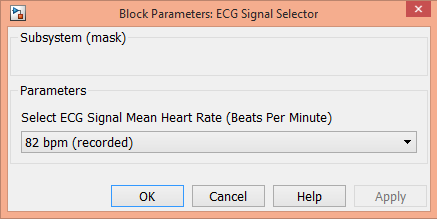 Block Parameters: ECG Signal Selector
Subsystem (mask)
Parameters
Select ECG Signal Mean Heart Rate (Beats Per Minute)
82 bpm (recorded)
OK Cancel Help Apply